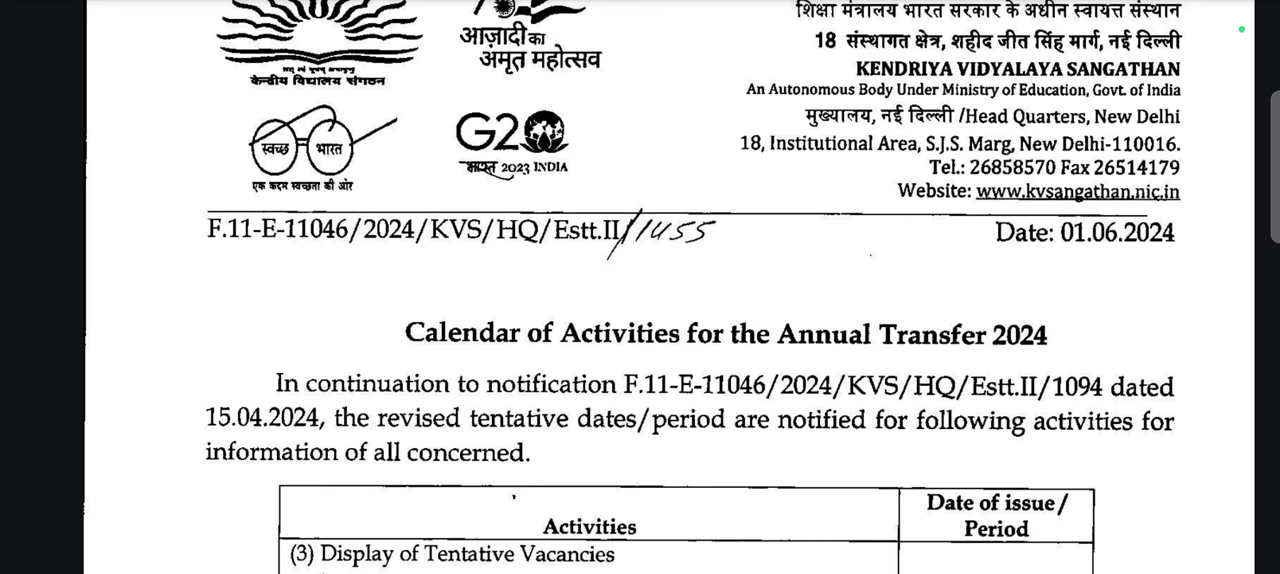 शिक्षा मंत्रालय भारत सरकार के अधीन स्वायत्त संस्थान
18 संस्थागत क्षेत्र, शहीद जीत सिंह मार्ग, नई दिल्ली
KENDRIYA VIDYALAYA SANGATHAN
An Autonomous Body Under Ministry of Education, Govt. of India
मुख्यालय, नई दिल्ली /Head Quarters, New Delhi
18, Institutional Area, S.J.S. Marg, New Delhi-110016.
Tel.: 26858570 Fax 26514179
Website: www.kvsangathan.nic.in
केन्द्रीय विद्यालय संगठन
आज़ादी का
अमृत महोत्सव
स्वच्छ भारत
एक कदम स्वच्छता की ओर
G20
भारत 2023 INDIA
F.11-E-11046/2024/KVS/HQ/Estt.II/1455
Date: 01.06.2024
Calendar of Activities for the Annual Transfer 2024
In continuation to notification F.11-E-11046/2024/KVS/HQ/Estt.II/1094 dated
15.04.2024, the revised tentative dates/period are notified for following activities for
information of all concerned.
Activities
Date of issue/
Period
(3) Display of Tentative Vacancies